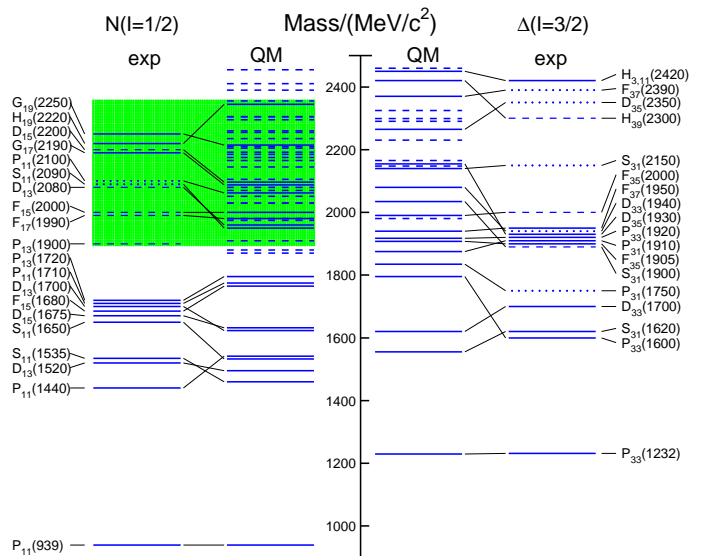 N(I=1/2) Mass/(MeV/c²) Δ(I=3/2)
exp QM QM exp
G₁₉(2250)
H₁₉(2220)
D₁₅(2200)
G₁₇(2190)
P₁₁(2100)
S₁₁(2090)
D₁₃(2080)
F₁₅(2000)
F₁₇(1990)
P₁₃(1900)
P₁₃(1720)
P₁₁(1710)
D₁₃(1700)
F₁₅(1680)
D₁₅(1675)
S₁₁(1650)
S₁₁(1535)
D₁₃(1520)
P₁₁(1440)
P₁₁(939)
2400
2200
2000
1800
1600
1400
1200
1000
H₃,₁₁(2420)
F₃₇(2390)
D₃₅(2350)
H₃₉(2300)
S₃₁(2150)
F₃₅(2000)
F₃₇(1950)
D₃₃(1940)
D₃₅(1930)
P₃₃(1920)
P₃₁(1910)
F₃₅(1905)
S₃₁(1900)
P₃₁(1750)
D₃₃(1700)
S₃₁(1620)
P₃₃(1600)
P₃₃(1232)